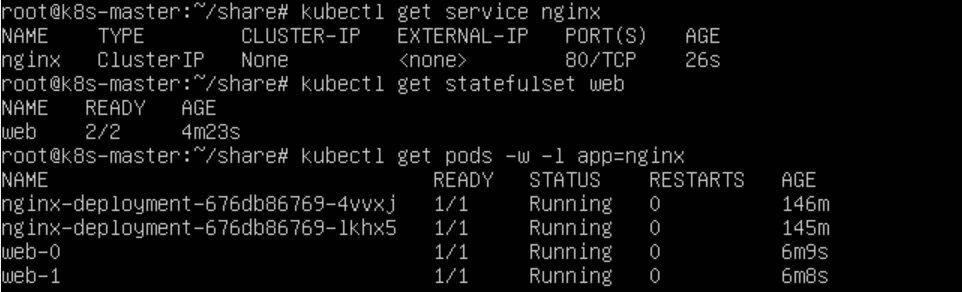 root@k8s-master:~/share# kubectl get service nginx
NAME TYPE CLUSTER-IP EXTERNAL-IP PORT(S) AGE
nginx ClusterIP None <none> 80/TCP 26s
root@k8s-master:~/share# kubectl get statefulset web
NAME READY AGE
web 2/2 4m23s
root@k8s-master:~/share# kubectl get pods -w -l app=nginx
NAME READY STATUS RESTARTS AGE
nginx-deployment-676db86769-4vvxj 1/1 Running 0 146m
nginx-deployment-676db86769-lkhx5 1/1 Running 0 145m
web-0 1/1 Running 0 6m9s
web-1 1/1 Running 0 6m8s